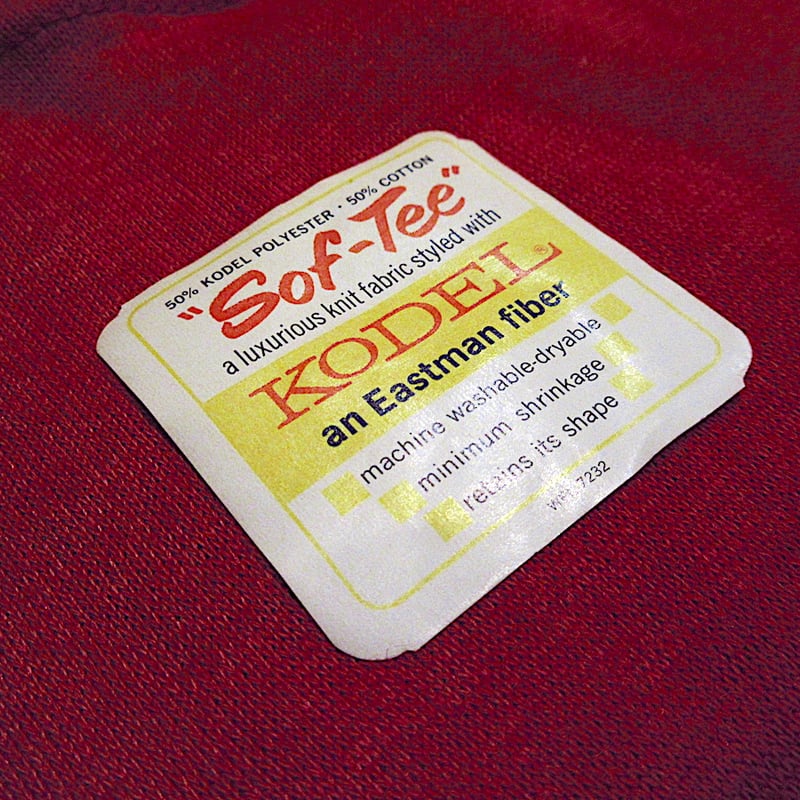 50% KODEL POLYESTER · 50% COTTON
"Sof-Tee"
a luxurious knit fabric styled with
KODEL®
an Eastman fiber
machine washable-dryable
minimum shrinkage
retains its shape
7232